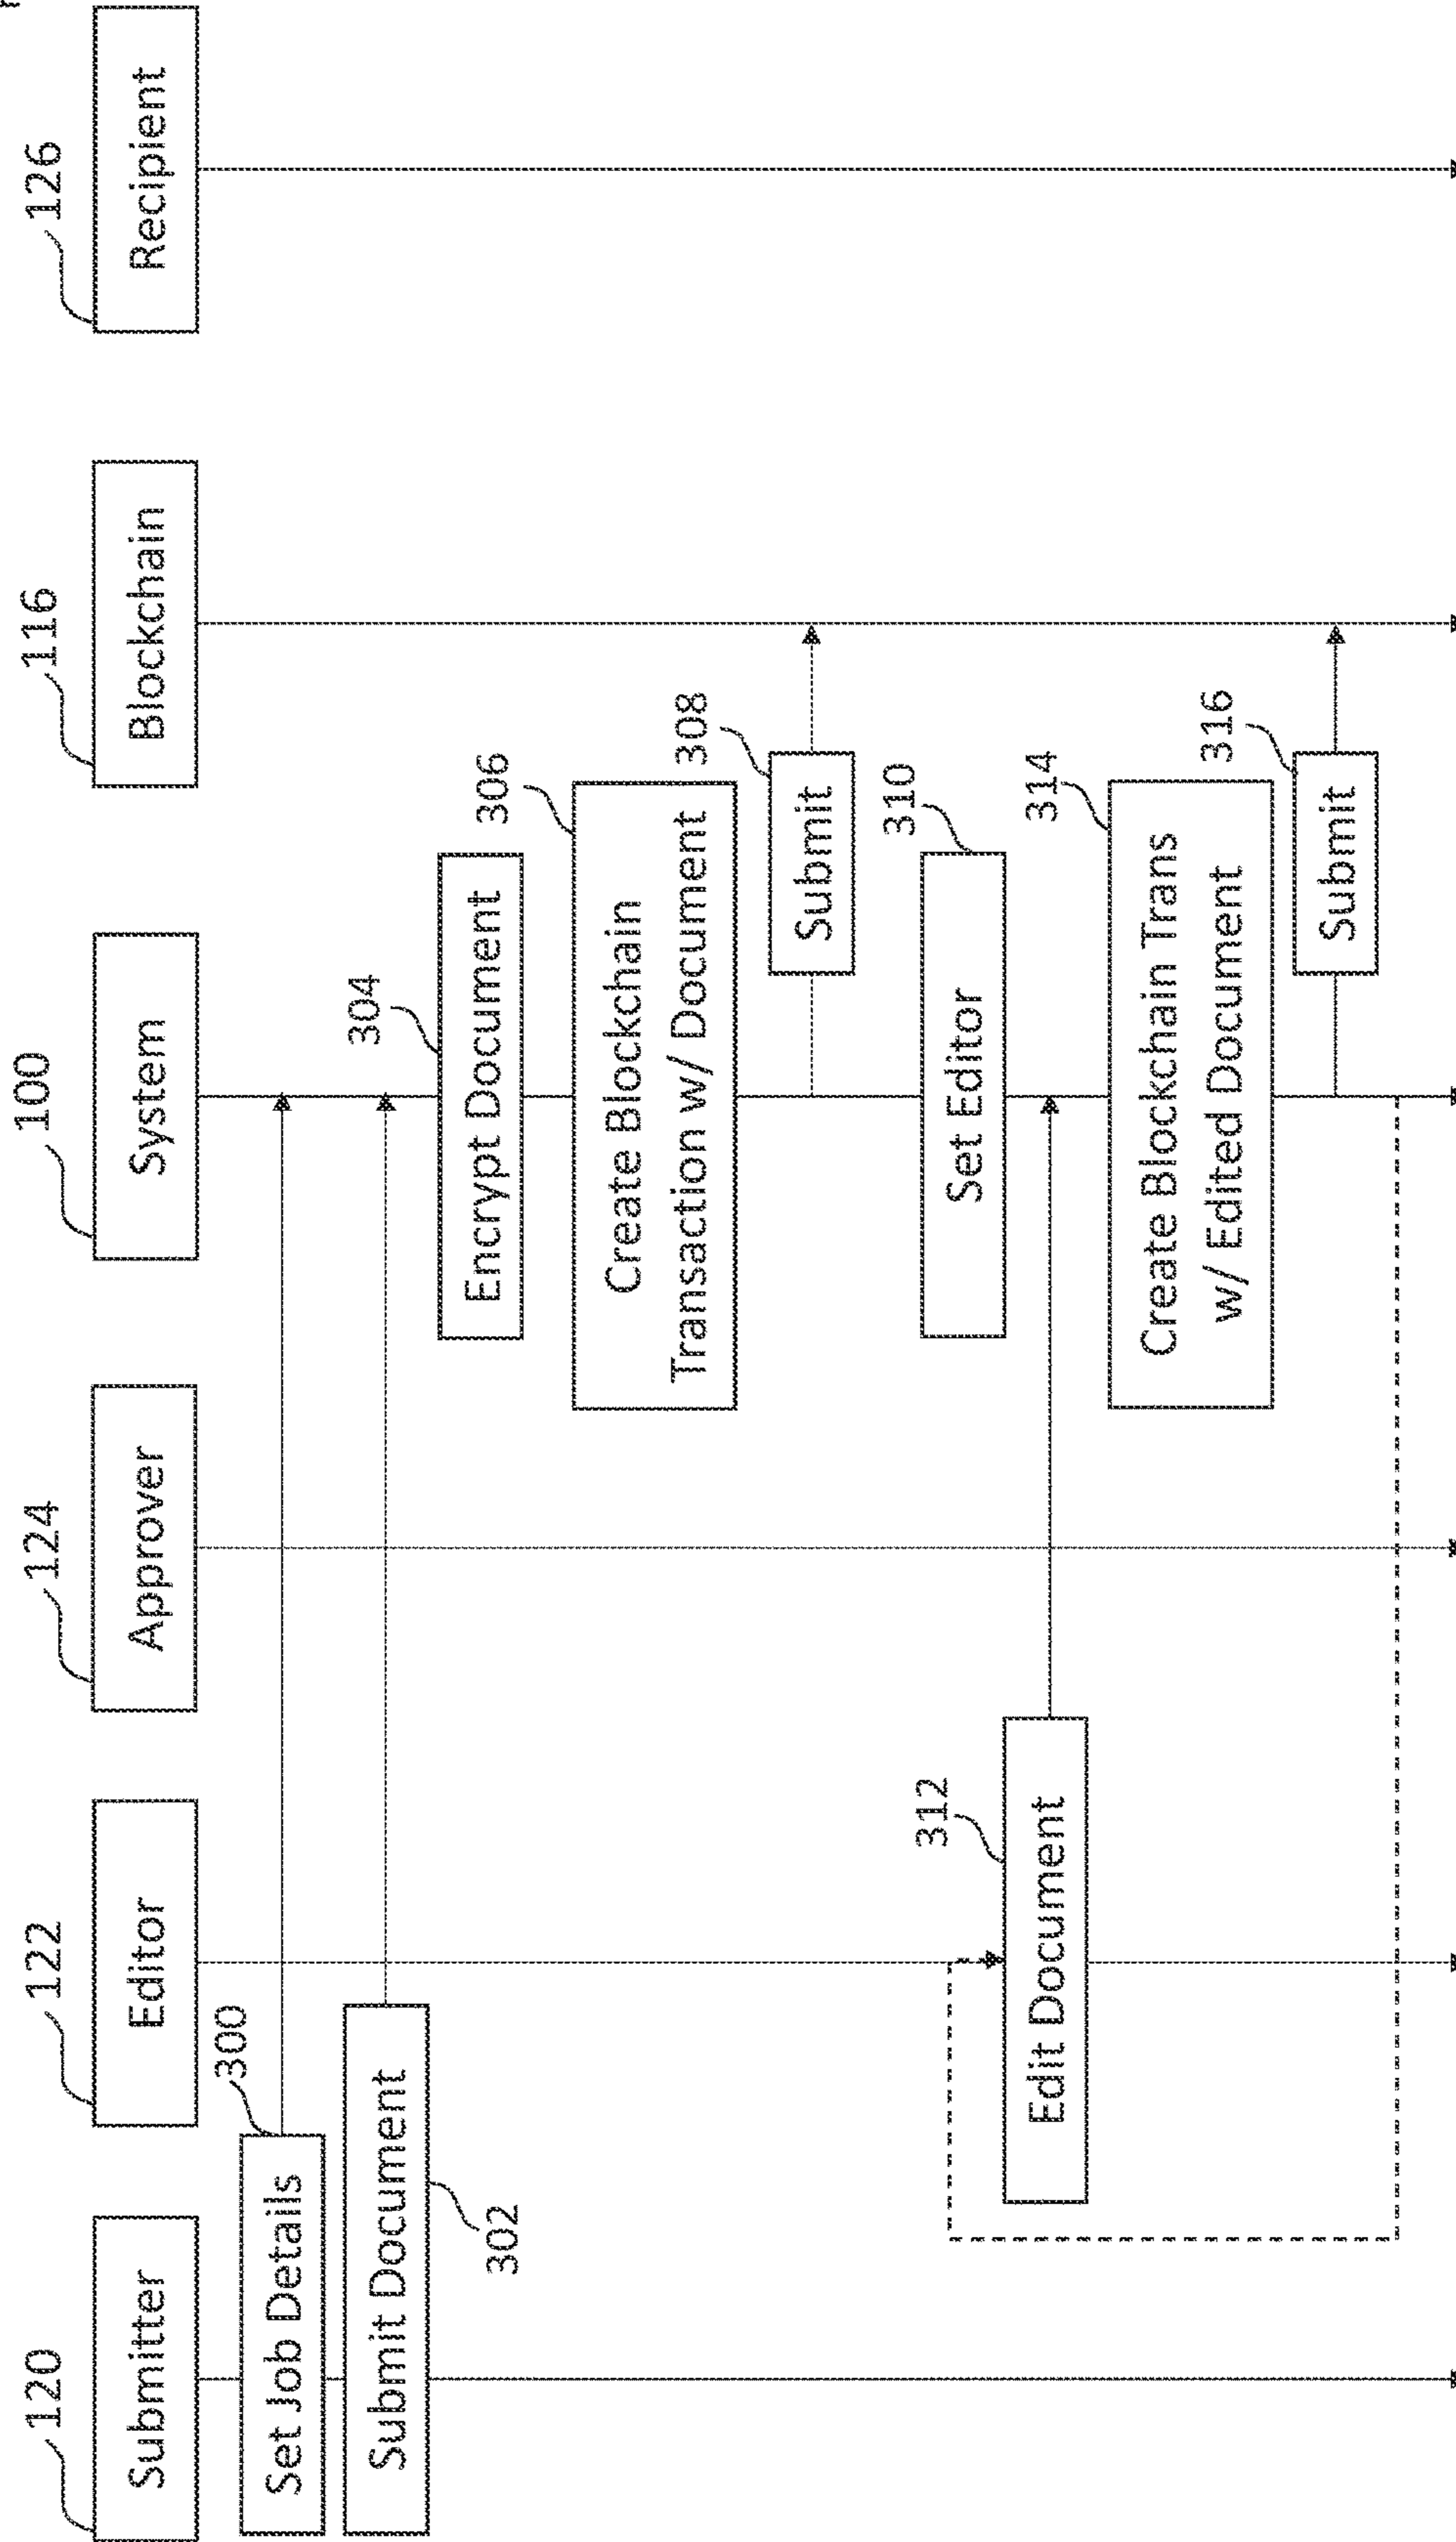 120
122
124
100
116
126
Submitter
Editor
Approver
System
Blockchain
Recipient
300
Set Job Details
Submit Document
302
304
Encrypt Document
306
Create Blockchain
Transaction w/ Document
308
Submit
310
Set Editor
312
Edit Document
314
Create Blockchain Trans
w/ Edited Document
316
Submit